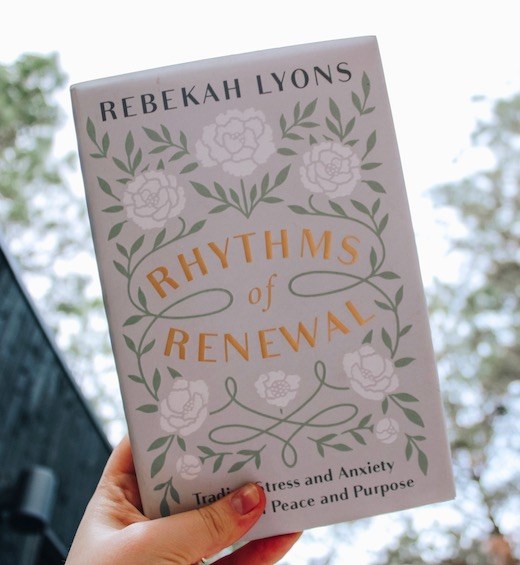 REBEKAH LYONS
RHYTHMS
of
RENEWAL
Stress and Anxiety
Peace and Purpose